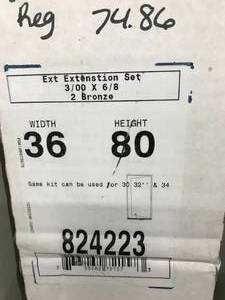 Reg 74.86
Ext Extenstion Set
3/00 X 6/8
2 Bronze
WIDTH HEIGHT
36 80
Same kit can be used for 30 32" & 34
824223